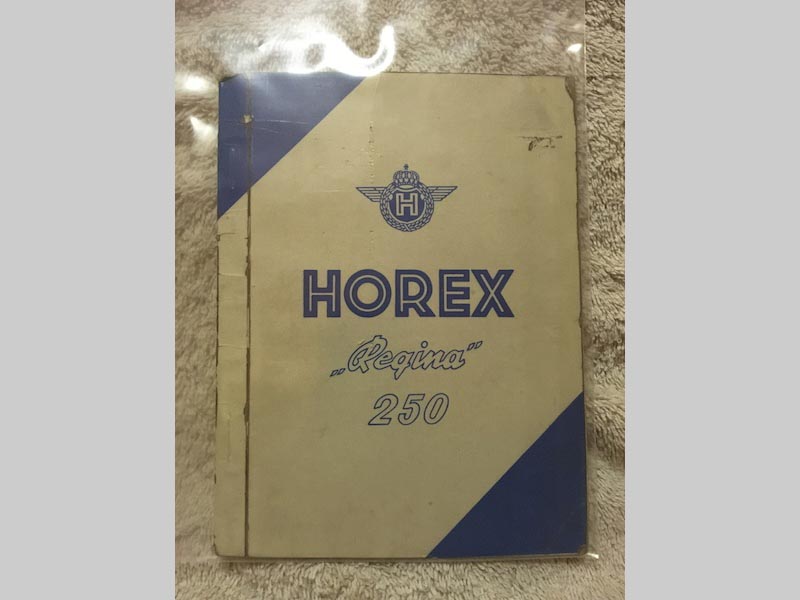 H
HOREX
„Regina”
250